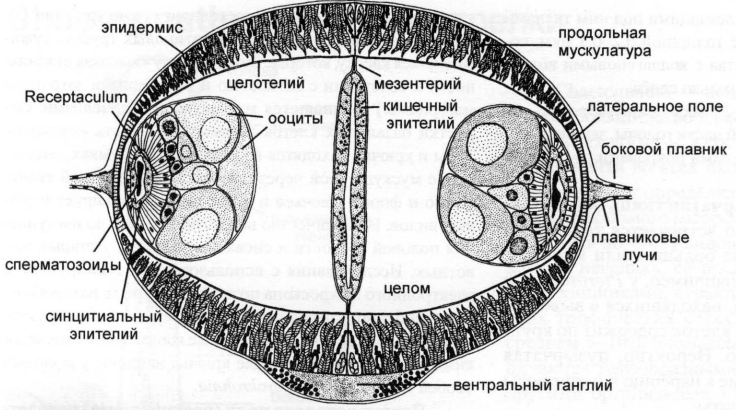 эпидермис
продольная
мускулатура
целотелий
мезентерий
Receptaculum
ооциты
кишечный
эпителий
латеральное поле
боковой плавник
сперматозоиды
целом
плавниковые
лучи
синцитиальный
эпителий
вентральный ганглий